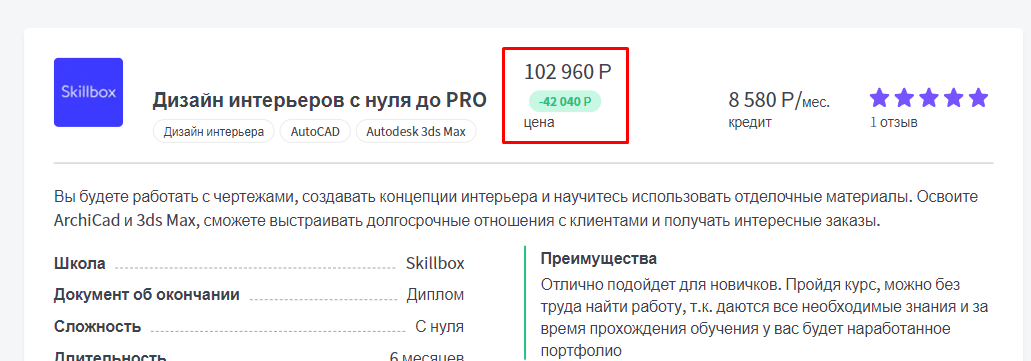 Skillbox
Дизайн интерьеров с нуля до PRO
Дизайн интерьера
AutoCAD
Autodesk 3ds Max
102 960 Р
-42 040 Р
цена
8 580 Р/мес.
кредит
1 отзыв
Вы будете работать с чертежами, создавать концепции интерьера и научитесь использовать отделочные материалы. Освоите
ArchiCad и 3ds Max, сможете выстраивать долгосрочные отношения с клиентами и получать интересные заказы.
Школа Skillbox
Документ об окончании Диплом
Сложность С нуля
Длительность 6 месяцев
Преимущества
Отлично подойдет для новичков. Пройдя курс, можно без
труда найти работу, т.к. даются все необходимые знания и за
время прохождения обучения у вас будет наработанное
портфолио